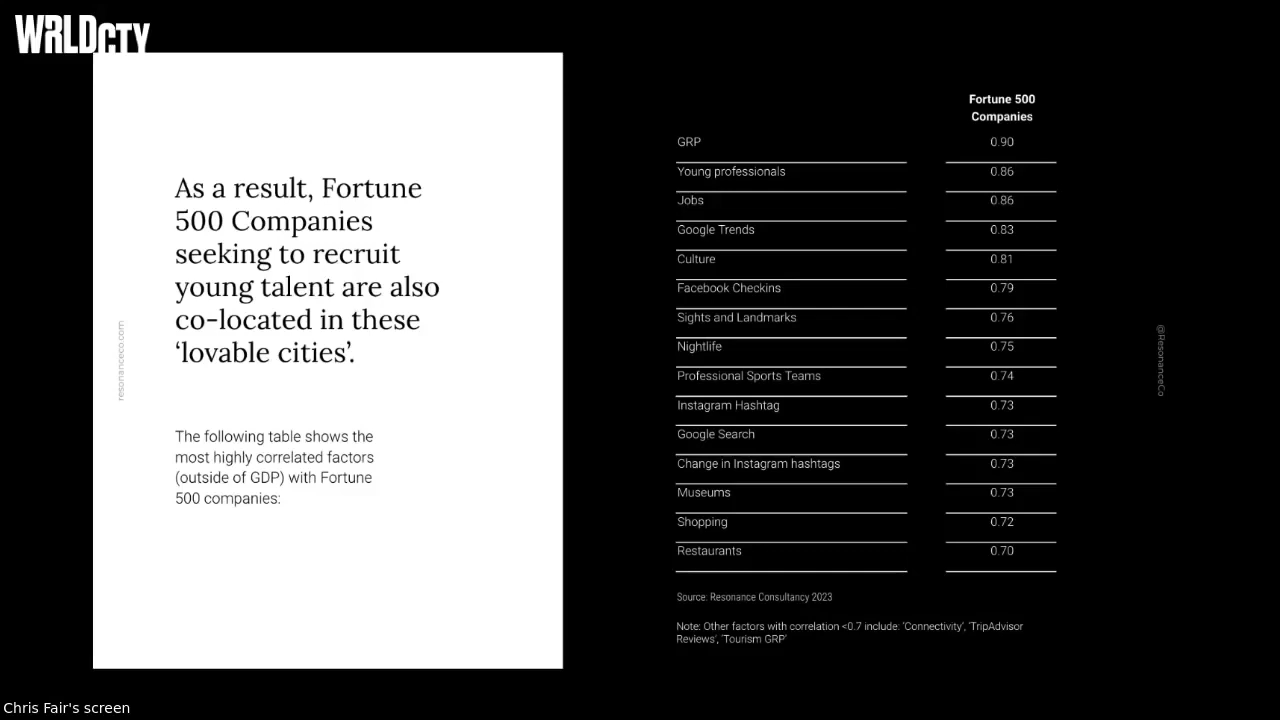 WRLDCTY
As a result, Fortune
500 Companies
seeking to recruit
young talent are also
co-located in these
‘lovable cities’.
The following table shows the
most highly correlated factors
(outside of GDP) with Fortune
500 companies:
resonanceco.com
Fortune 500
Companies
GRP 0.90
Young professionals 0.86
Jobs 0.86
Google Trends 0.83
Culture 0.81
Facebook Checkins 0.79
Sights and Landmarks 0.76
Nightlife 0.75
Professional Sports Teams 0.74
Instagram Hashtag 0.73
Google Search 0.73
Change in Instagram hashtags 0.73
Museums 0.73
Shopping 0.72
Restaurants 0.70
Source: Resonance Consultancy 2023
Note: Other factors with correlation <0.7 include: ‘Connectivity’, ‘TripAdvisor
Reviews’, ‘Tourism GRP’
@ResonanceCo
Chris Fair's screen